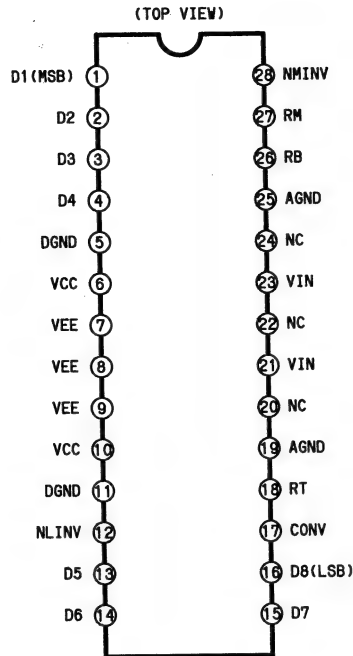 (TOP VIEW)
D1(MSB) 1 28 NMINV
D2 2 27 RM
D3 3 26 RB
D4 4 25 AGND
DGND 5 24 NC
VCC 6 23 VIN
VEE 7 22 NC
VEE 8 21 VIN
VEE 9 20 NC
VCC 10 19 AGND
DGND 11 18 RT
NLINV 12 17 CONV
D5 13 16 D8(LSB)
D6 14 15 D7